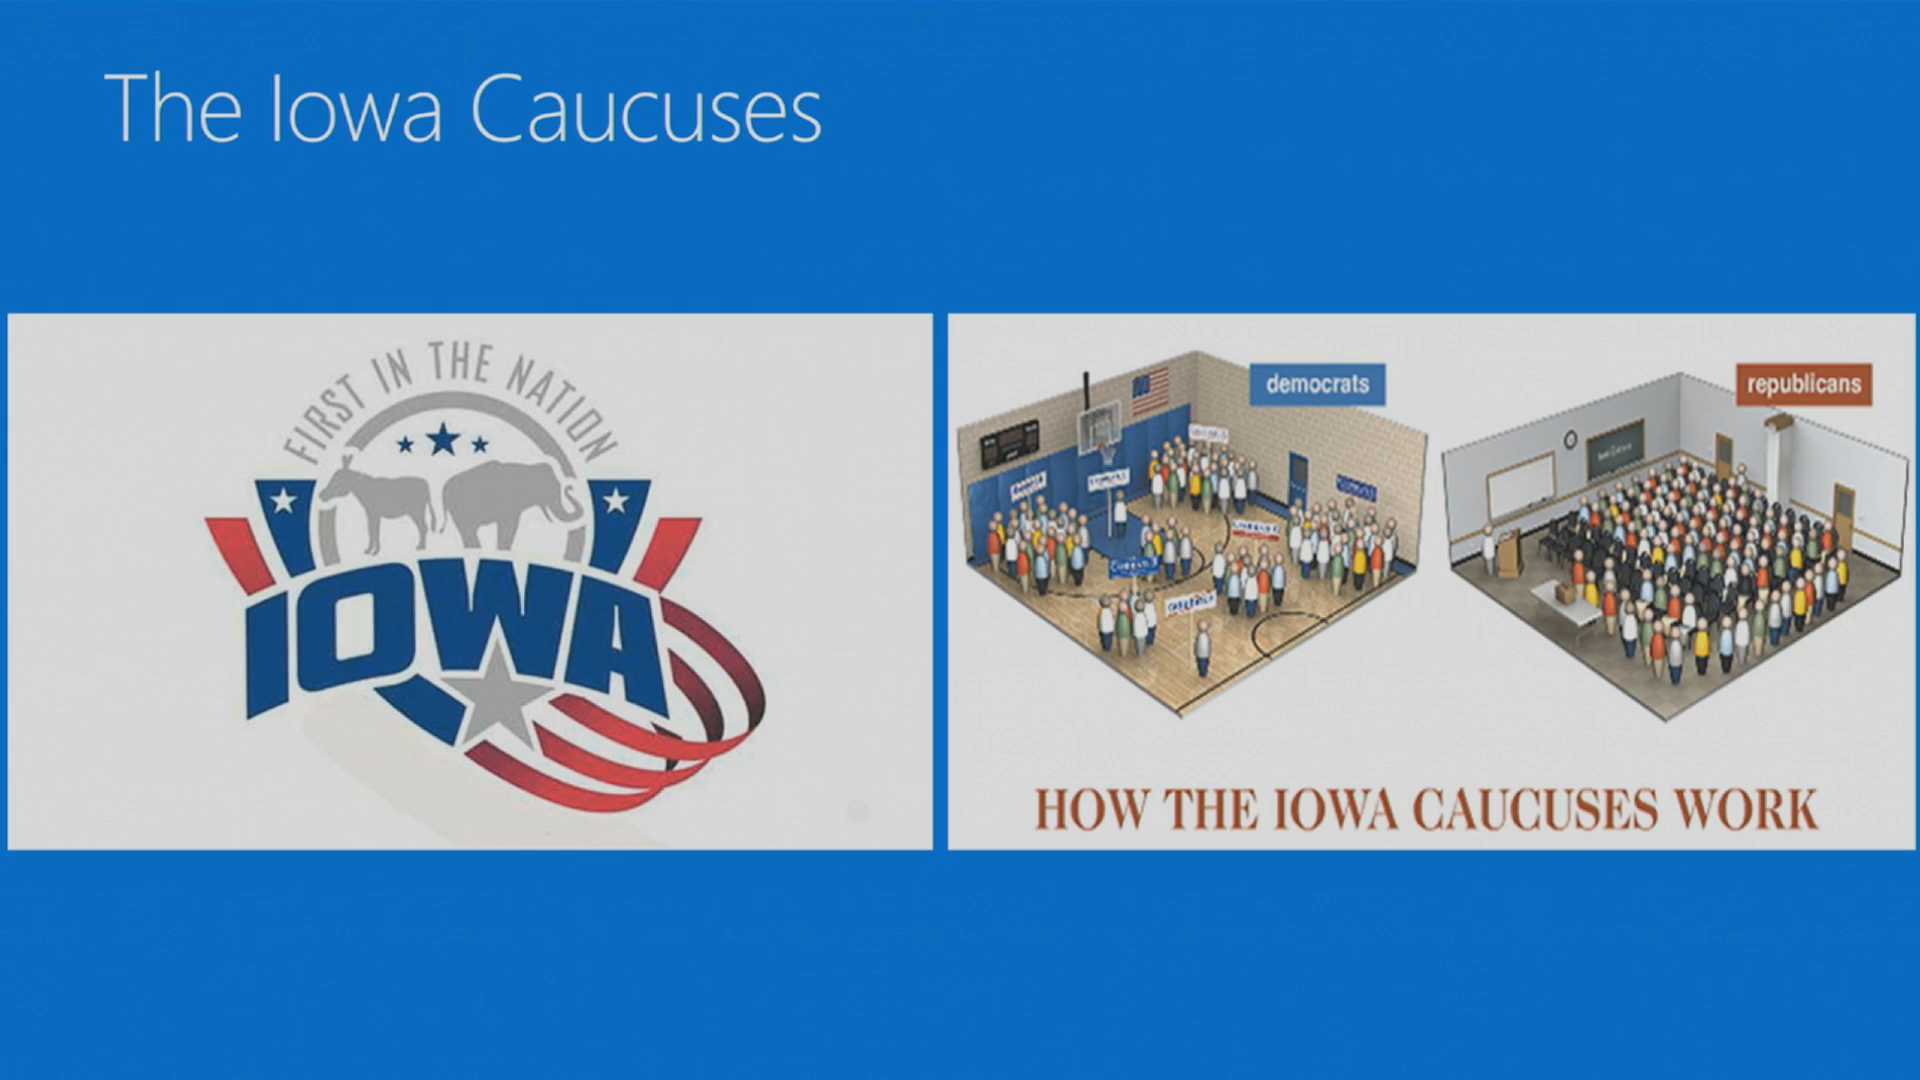 The Iowa Caucuses
FIRST IN THE NATION
IOWA
democrats
republicans
HOW THE IOWA CAUCUSES WORK